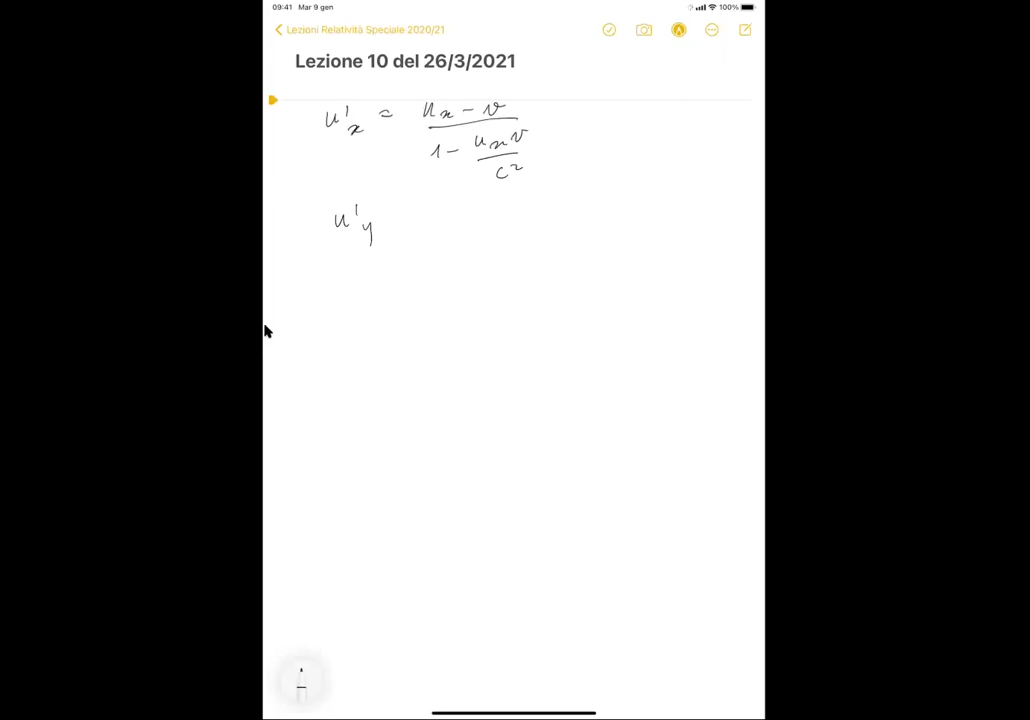 09:41 Mar 9 gen 100%
Lezioni Relatività Speciale 2020/21
Lezione 10 del 26/3/2021
u'ₓ = (uₓ - v) / (1 - uₓv/c²)
u'y